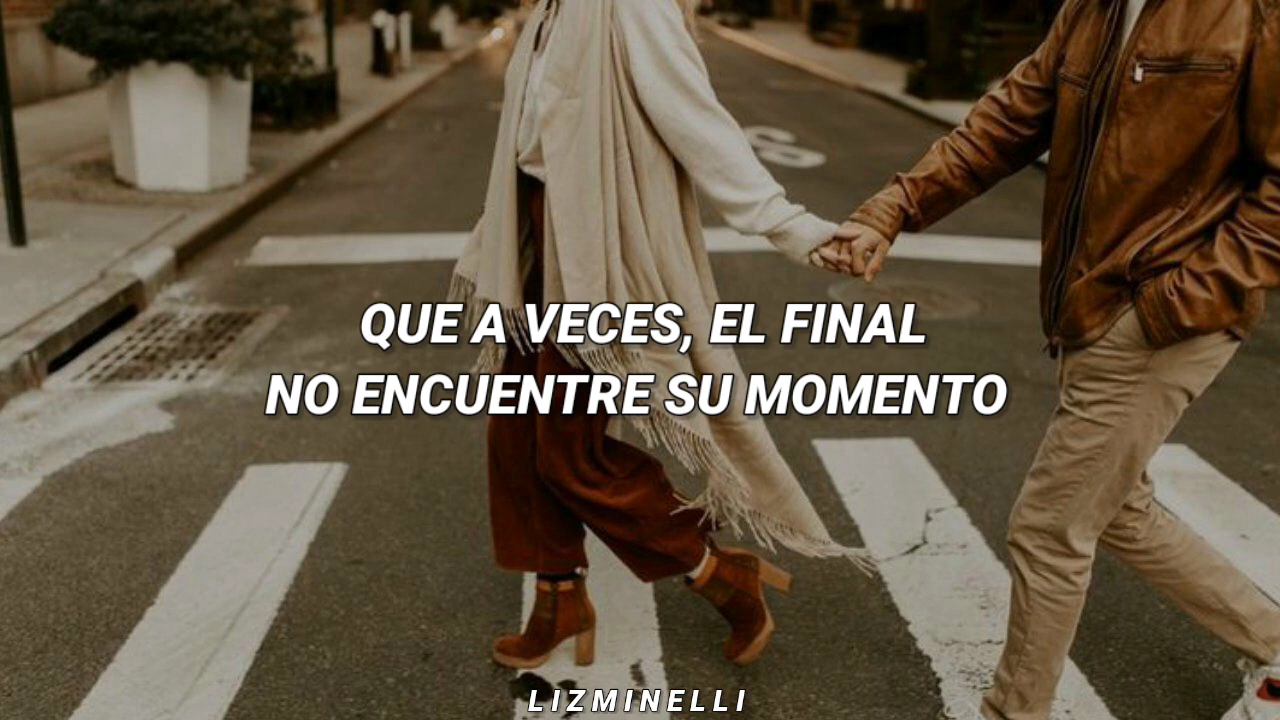 QUE A VECES, EL FINAL
NO ENCUENTRE SU MOMENTO
LIZMINELLI